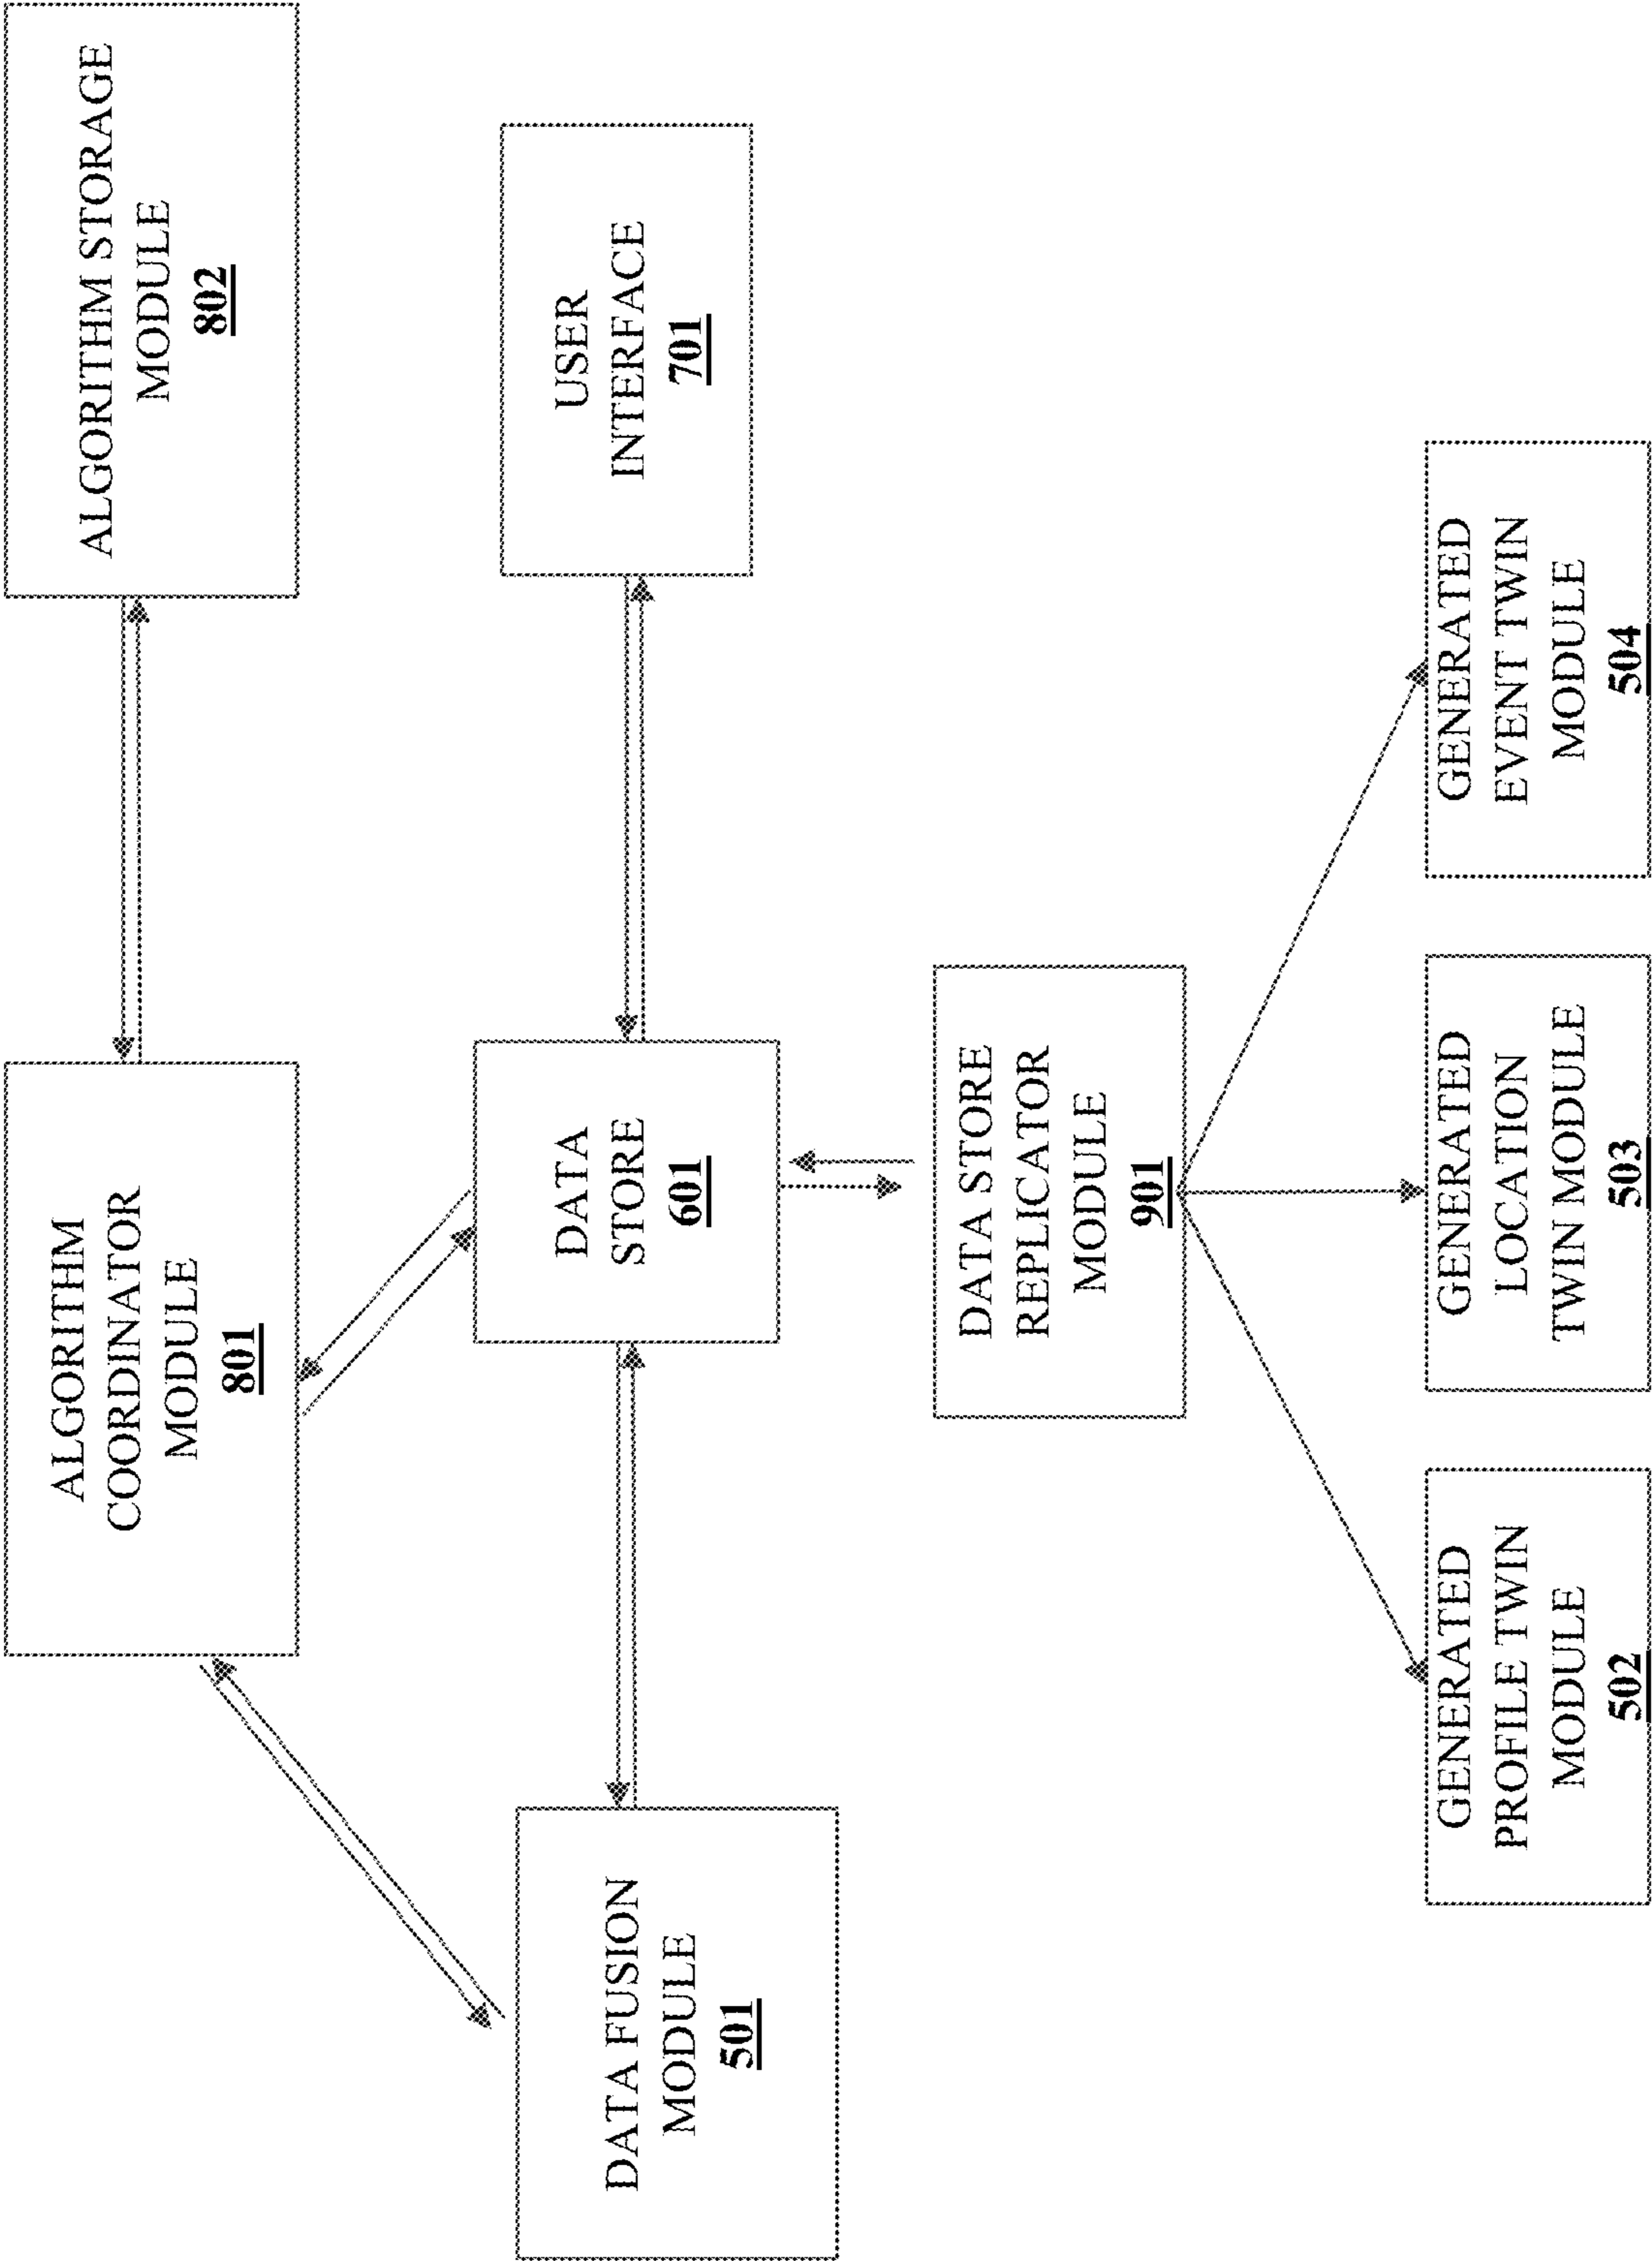 ALGORITHM
COORDINATOR
MODULE
801
ALGORITHM STORAGE
MODULE
802
DATA FUSION
MODULE
501
DATA
STORE
601
USER
INTERFACE
701
DATA STORE
REPLICATOR
MODULE
901
GENERATED
PROFILE TWIN
MODULE
502
GENERATED
LOCATION
TWIN MODULE
503
GENERATED
EVENT TWIN
MODULE
504